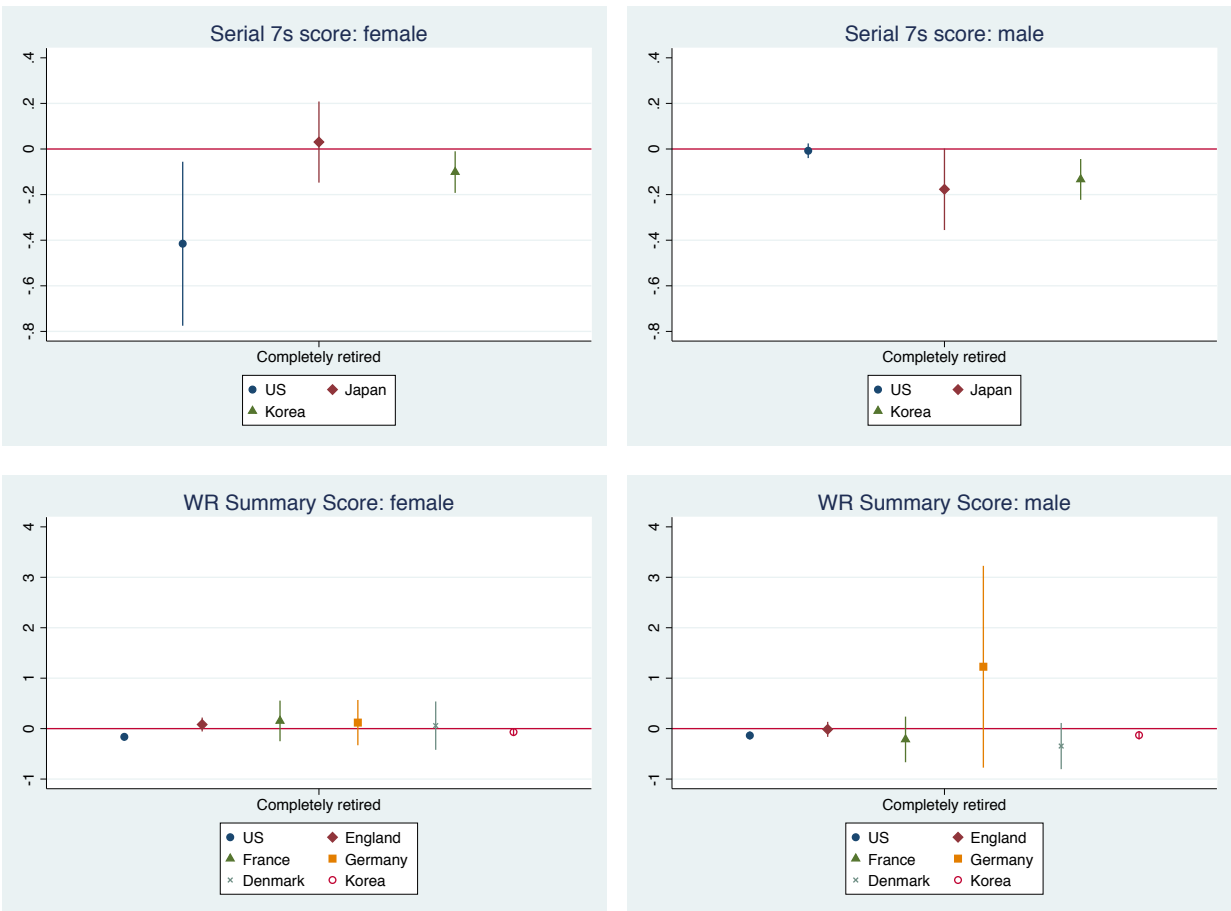 Serial 7s score: female
.4
.2
0
-.2
-.4
-.6
-.8
Completely retired
US Japan
Korea
Serial 7s score: male
.4
.2
0
-.2
-.4
-.6
-.8
Completely retired
US Japan
Korea
WR Summary Score: female
4
3
2
1
0
-1
Completely retired
US England
France Germany
Denmark Korea
WR Summary Score: male
4
3
2
1
0
-1
Completely retired
US England
France Germany
Denmark Korea